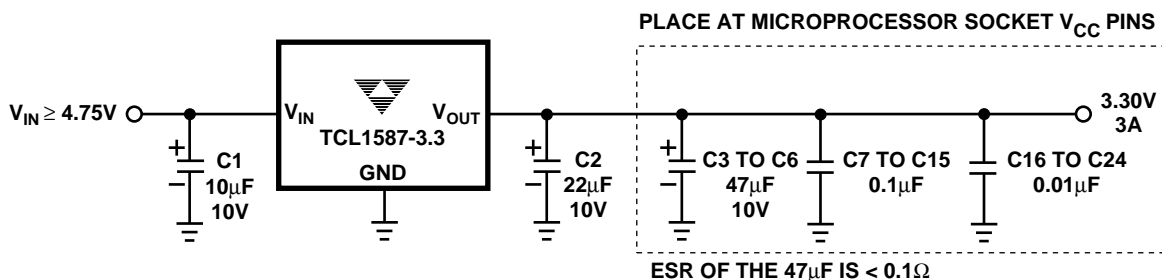 PLACE AT MICROPROCESSOR SOCKET VCC PINS
VIN ≥ 4.75V
VIN
VOUT
TCL1587-3.3
GND
3.30V
3A
+
–
C1
10μF
10V
+
–
C2
22μF
10V
+
–
C3 TO C6
47μF
10V
C7 TO C15
0.1μF
C16 TO C24
0.01μF
ESR OF THE 47μF IS < 0.1Ω